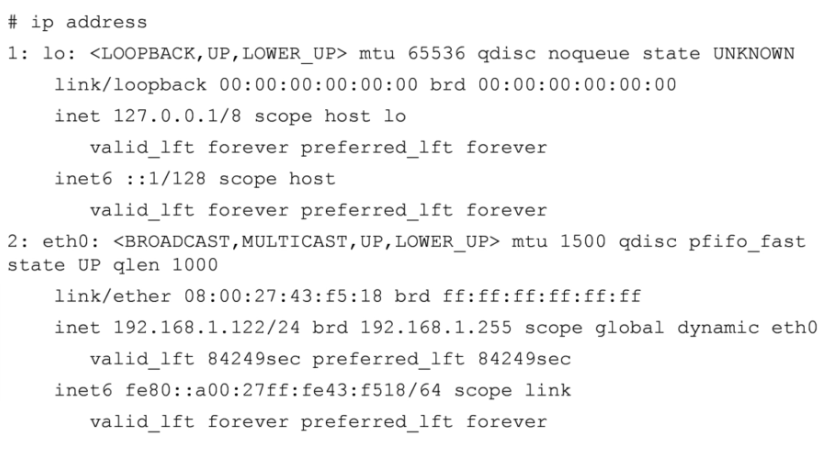 # ip address
1: lo: <LOOPBACK,UP,LOWER_UP> mtu 65536 qdisc noqueue state UNKNOWN
link/loopback 00:00:00:00:00:00 brd 00:00:00:00:00:00
inet 127.0.0.1/8 scope host lo
valid_lft forever preferred_lft forever
inet6 ::1/128 scope host
valid_lft forever preferred_lft forever
2: eth0: <BROADCAST,MULTICAST,UP,LOWER_UP> mtu 1500 qdisc pfifo_fast
state UP qlen 1000
link/ether 08:00:27:43:f5:18 brd ff:ff:ff:ff:ff:ff
inet 192.168.1.122/24 brd 192.168.1.255 scope global dynamic eth0
valid_lft 84249sec preferred_lft 84249sec
inet6 fe80::a00:27ff:fe43:f518/64 scope link
valid_lft forever preferred_lft forever